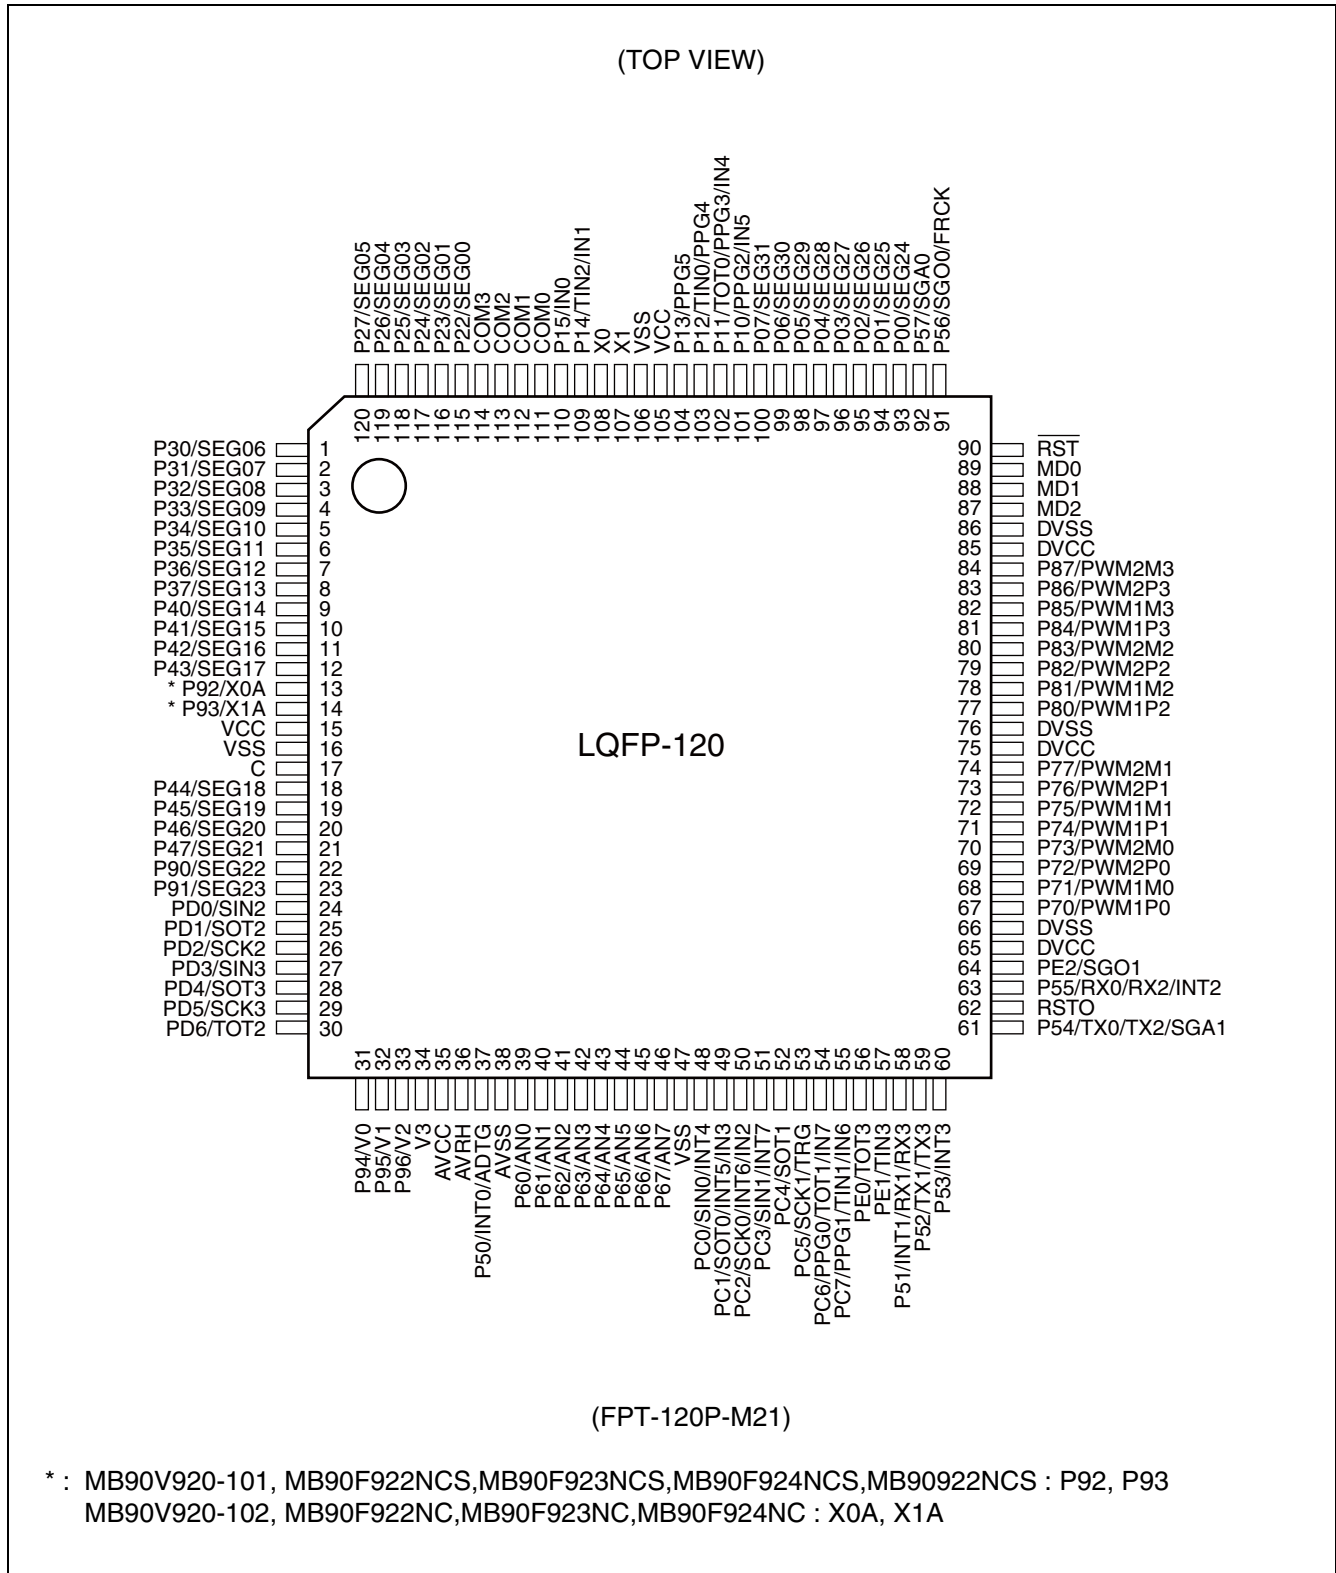 (TOP VIEW)
P27/SEG05
P26/SEG04
P25/SEG03
P24/SEG02
P23/SEG01
P22/SEG00
COM3
COM2
COM1
COM0
P15/IN0
P14/TIN2/IN1
X0
X1
VSS
VCC
P13/PPG5
P12/TIN0/PPG4
P11/TOT0/PPG3/IN4
P10/PPG2/IN5
P07/SEG31
P06/SEG30
P05/SEG29
P04/SEG28
P03/SEG27
P02/SEG26
P01/SEG25
P00/SEG24
P57/SGA0
P56/SGO0/FRCK
120
119
118
117
116
115
114
113
112
111
110
109
108
107
106
105
104
103
102
101
100
99
98
97
96
95
94
93
92
91
P30/SEG06 1
P31/SEG07 2
P32/SEG08 3
P33/SEG09 4
P34/SEG10 5
P35/SEG11 6
P36/SEG12 7
P37/SEG13 8
P40/SEG14 9
P41/SEG15 10
P42/SEG16 11
P43/SEG17 12
* P92/X0A 13
* P93/X1A 14
VCC 15
VSS 16
C 17
P44/SEG18 18
P45/SEG19 19
P46/SEG20 20
P47/SEG21 21
P90/SEG22 22
P91/SEG23 23
PD0/SIN2 24
PD1/SOT2 25
PD2/SCK2 26
PD3/SIN3 27
PD4/SOT3 28
PD5/SCK3 29
PD6/TOT2 30
LQFP-120
90 RST
89 MD0
88 MD1
87 MD2
86 DVSS
85 DVCC
84 P87/PWM2M3
83 P86/PWM2P3
82 P85/PWM1M3
81 P84/PWM1P3
80 P83/PWM2M2
79 P82/PWM2P2
78 P81/PWM1M2
77 P80/PWM1P2
76 DVSS
75 DVCC
74 P77/PWM2M1
73 P76/PWM2P1
72 P75/PWM1M1
71 P74/PWM1P1
70 P73/PWM2M0
69 P72/PWM2P0
68 P71/PWM1M0
67 P70/PWM1P0
66 DVSS
65 DVCC
64 PE2/SGO1
63 P55/RX0/RX2/INT2
62 RSTO
61 P54/TX0/TX2/SGA1
31
32
33
34
35
36
37
38
39
40
41
42
43
44
45
46
47
48
49
50
51
52
53
54
55
56
57
58
59
60
P94/V0
P95/V1
P96/V2
V3
AVCC
AVRH
P50/INT0/ADTG
AVSS
P60/AN0
P61/AN1
P62/AN2
P63/AN3
P64/AN4
P65/AN5
P66/AN6
P67/AN7
VSS
PC0/SIN0/INT4
PC1/SOT0/INT5/IN3
PC2/SCK0/INT6/IN2
PC3/SIN1/INT7
PC4/SOT1
PC5/SCK1/TRG
PC6/PPG0/TOT1/IN7
PC7/PPG1/TIN1/IN6
PE0/TOT3
PE1/TIN3
P51/INT1/RX1/RX3
P52/TX1/TX3
P53/INT3
(FPT-120P-M21)
* : MB90V920-101, MB90F922NCS,MB90F923NCS,MB90F924NCS,MB90922NCS : P92, P93
MB90V920-102, MB90F922NC,MB90F923NC,MB90F924NC : X0A, X1A